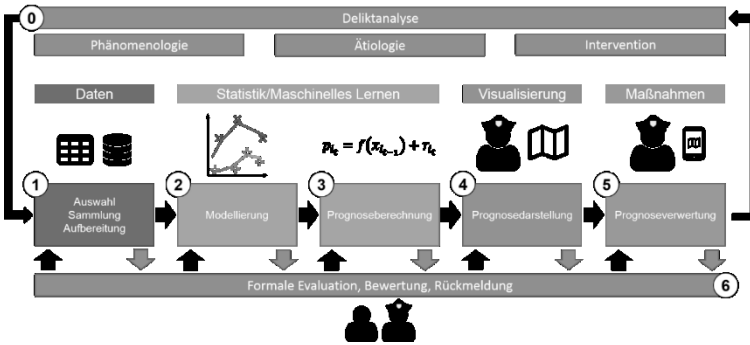 0
Deliktanalyse
Phänomenologie
Ätiologie
Intervention
Daten
Statistik/Maschinelles Lernen
Visualisierung
Maßnahmen
1
Auswahl
Sammlung
Aufbereitung
2
Modellierung
3
Prognoseberechnung
4
Prognosedarstellung
5
Prognoseverwertung
Formale Evaluation, Bewertung, Rückmeldung
6